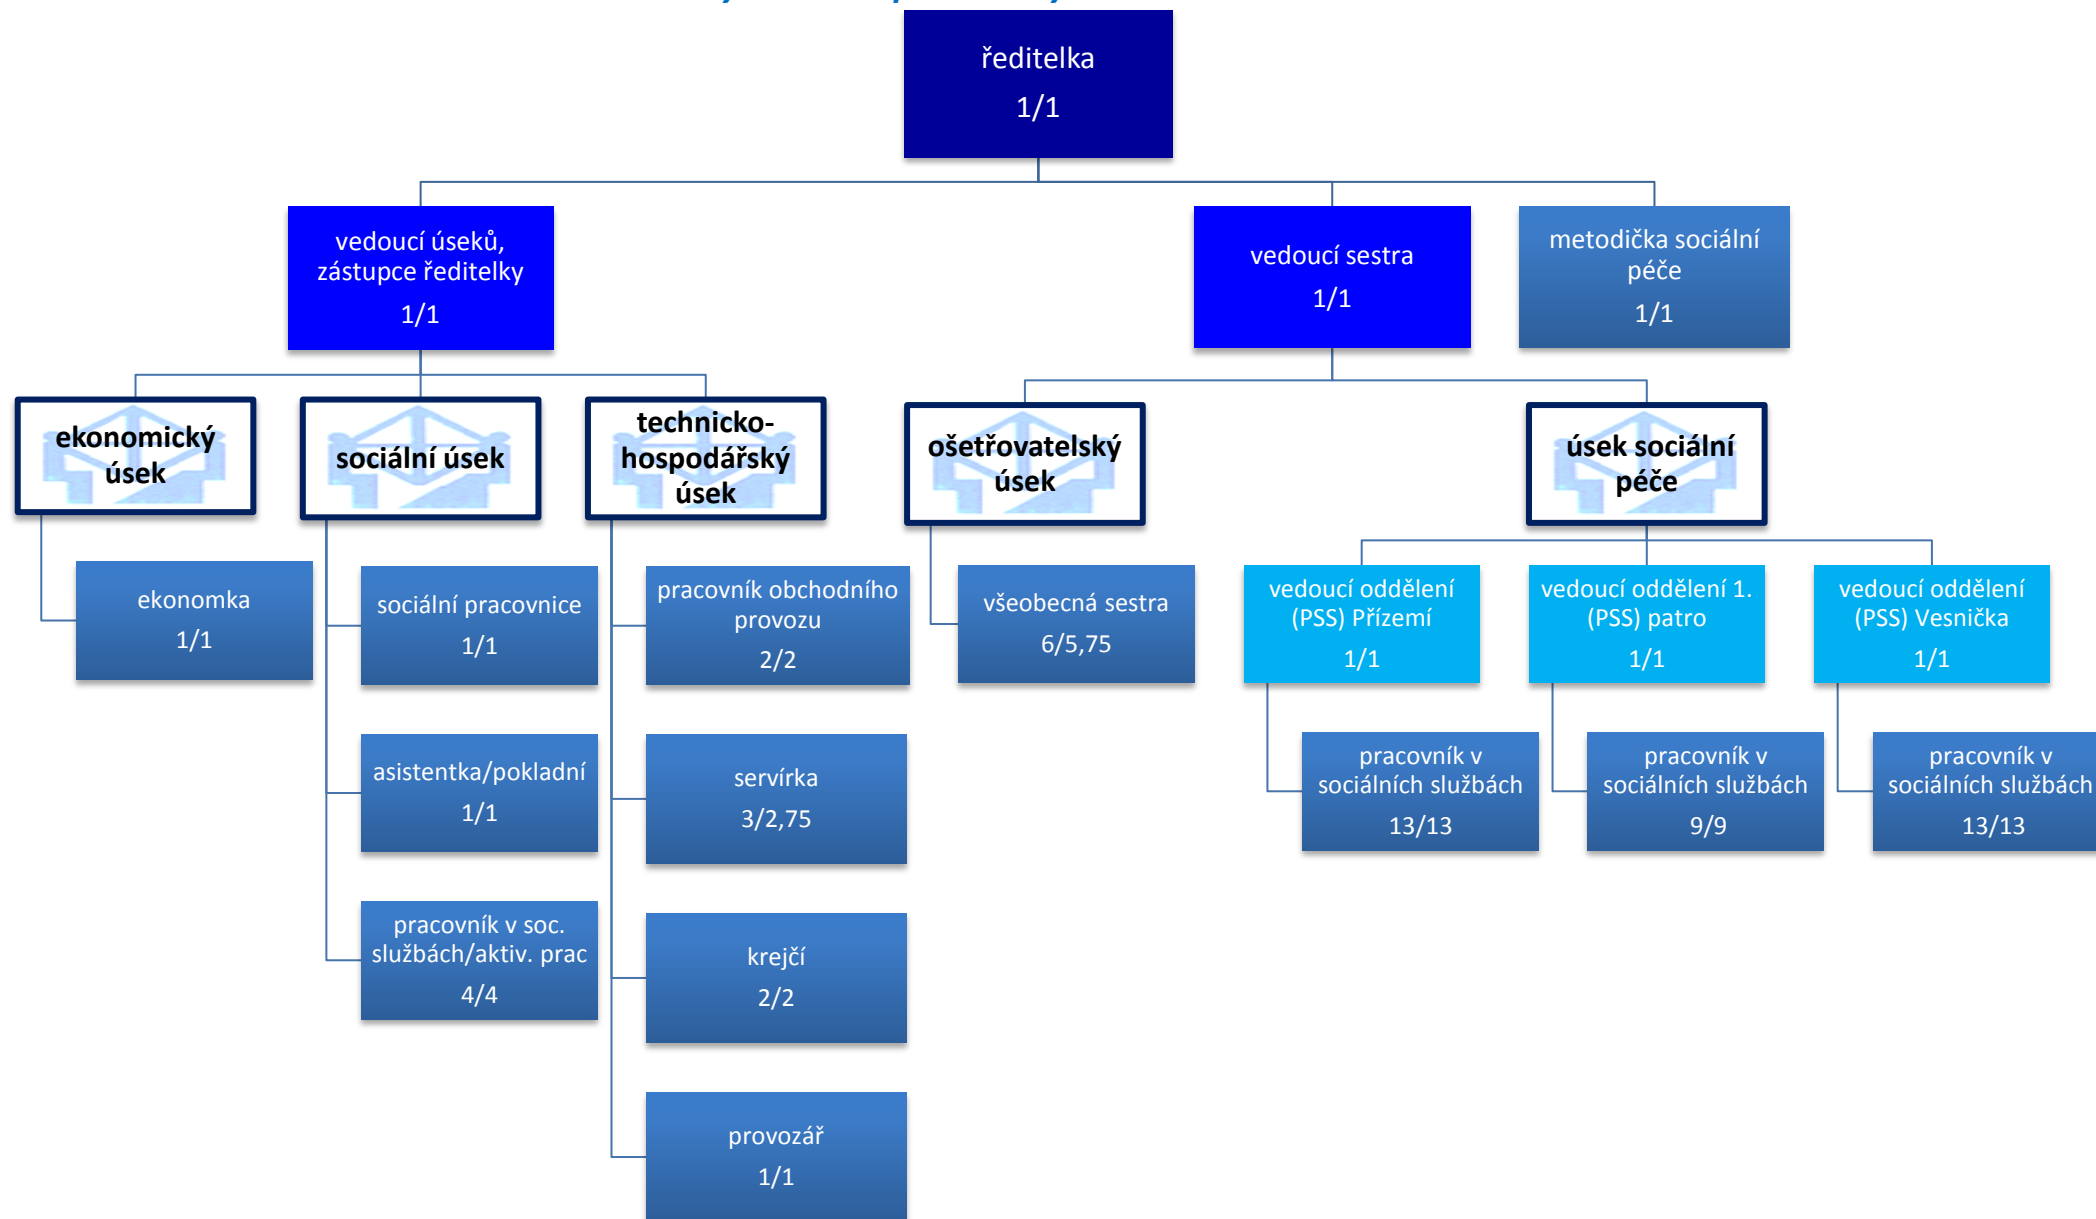 ředitelka
1/1
vedoucí úseků,
zástupce ředitelky
1/1
vedoucí sestra
1/1
metodička sociální
péče
1/1
ekonomický
úsek
sociální úsek
technicko-
hospodářský
úsek
ošetřovatelský
úsek
úsek sociální
péče
ekonomka
1/1
sociální pracovnice
1/1
pracovník obchodního
provozu
2/2
všeobecná sestra
6/5,75
vedoucí oddělení
(PSS) Přízemí
1/1
vedoucí oddělení 1.
(PSS) patro
1/1
vedoucí oddělení
(PSS) Vesnička
1/1
asistentka/pokladní
1/1
servírka
3/2,75
pracovník v
sociálních službách
13/13
pracovník v
sociálních službách
9/9
pracovník v
sociálních službách
13/13
pracovník v soc.
službách/aktiv. prac
4/4
krejčí
2/2
provozář
1/1